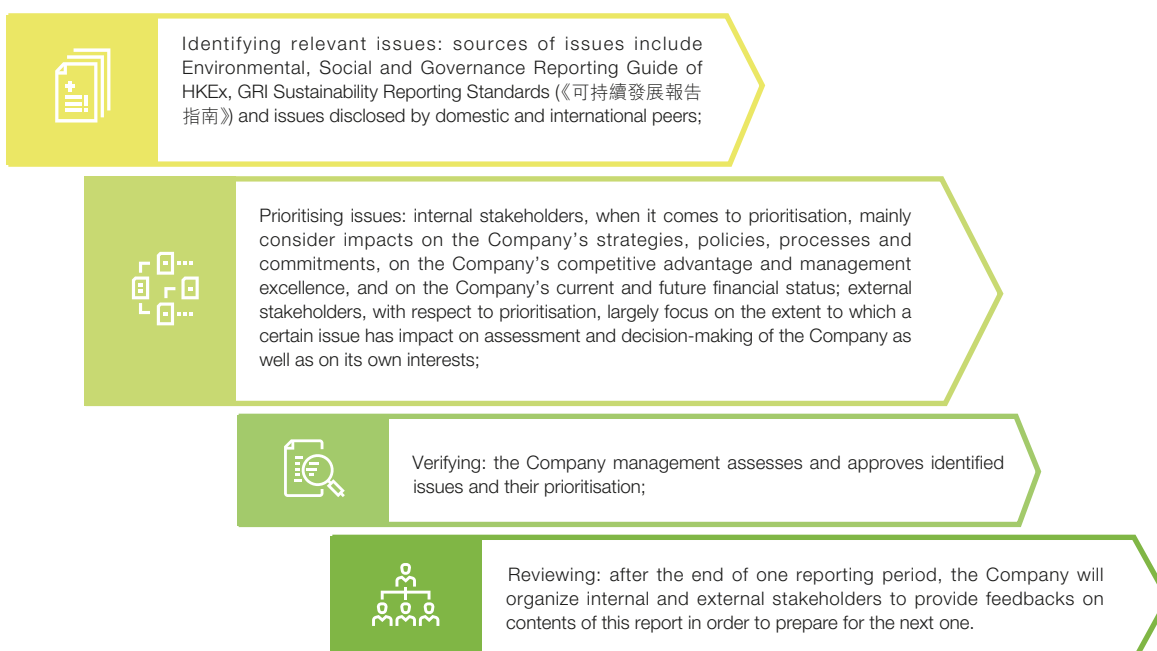 Identifying relevant issues: sources of issues include
Environmental, Social and Governance Reporting Guide of
HKEx, GRI Sustainability Reporting Standards (《可持續發展報告
指南》) and issues disclosed by domestic and international peers;
Prioritising issues: internal stakeholders, when it comes to prioritisation, mainly
consider impacts on the Company's strategies, policies, processes and
commitments, on the Company's competitive advantage and management
excellence, and on the Company's current and future financial status; external
stakeholders, with respect to prioritisation, largely focus on the extent to which a
certain issue has impact on assessment and decision-making of the Company as
well as on its own interests;
Verifying: the Company management assesses and approves identified
issues and their prioritisation;
Reviewing: after the end of one reporting period, the Company will
organize internal and external stakeholders to provide feedbacks on
contents of this report in order to prepare for the next one.